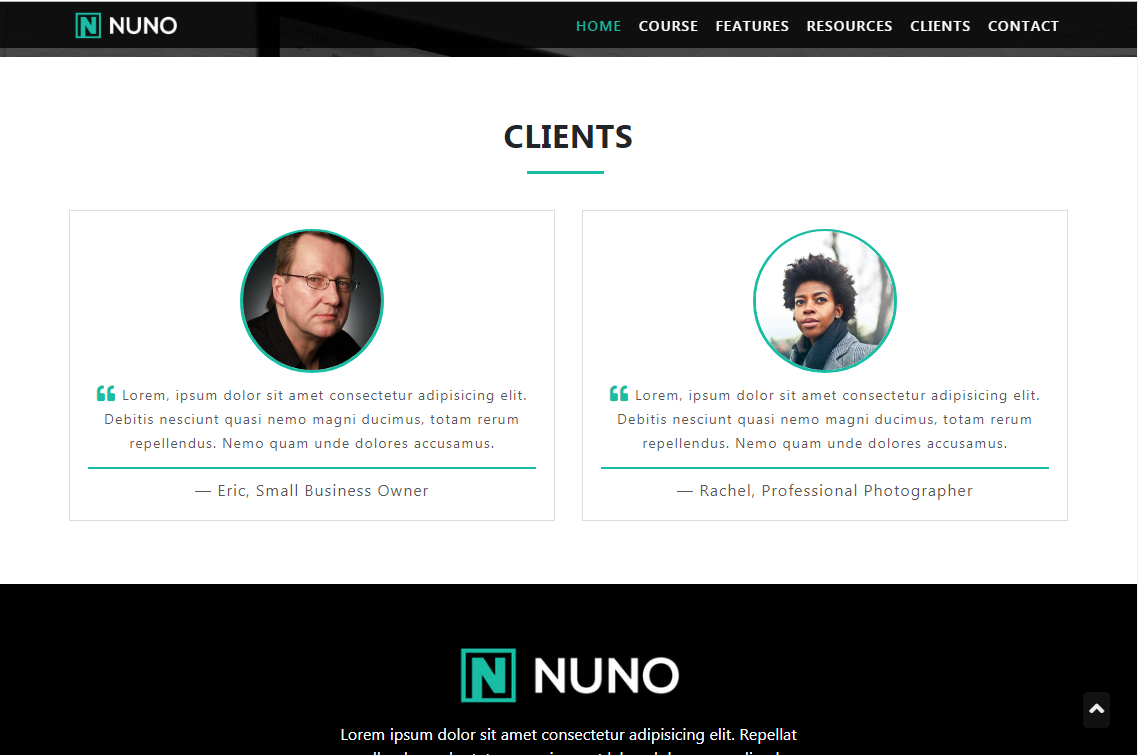 NUNO
HOME COURSE FEATURES RESOURCES CLIENTS CONTACT
CLIENTS
Lorem, ipsum dolor sit amet consectetur adipisicing elit.
Debitis nesciunt quasi nemo magni ducimus, totam rerum
repellendus. Nemo quam unde dolores accusamus.
— Eric, Small Business Owner
Lorem, ipsum dolor sit amet consectetur adipisicing elit.
Debitis nesciunt quasi nemo magni ducimus, totam rerum
repellendus. Nemo quam unde dolores accusamus.
— Rachel, Professional Photographer
NUNO
Lorem ipsum dolor sit amet consectetur adipisicing elit. Repellat